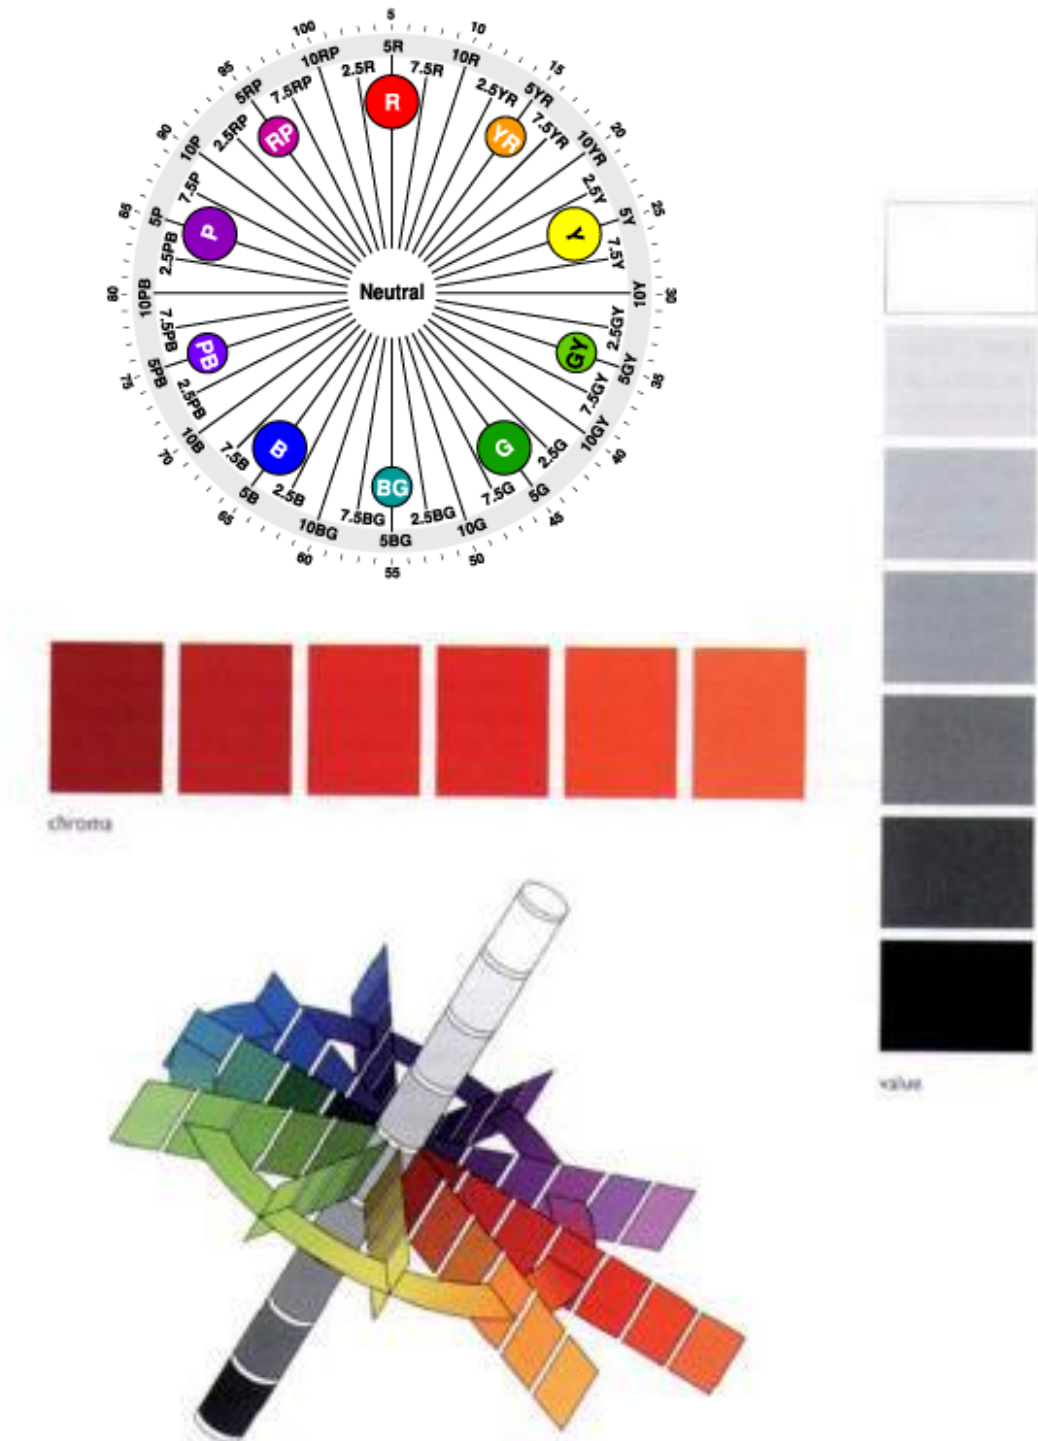 5
10
15
20
25
30
35
40
45
50
55
60
65
70
75
80
85
90
95
100
5R
7.5R
10R
2.5YR
5YR
7.5YR
10YR
2.5Y
5Y
7.5Y
10Y
2.5GY
5GY
7.5GY
10GY
2.5G
5G
7.5G
10G
2.5BG
5BG
7.5BG
10BG
2.5B
5B
7.5B
10B
2.5PB
5PB
7.5PB
10PB
2.5PB
5P
7.5P
10P
2.5RP
5RP
7.5RP
10RP
2.5R
R
YR
Y
GY
G
BG
B
PB
P
RP
Neutral
chroma
value